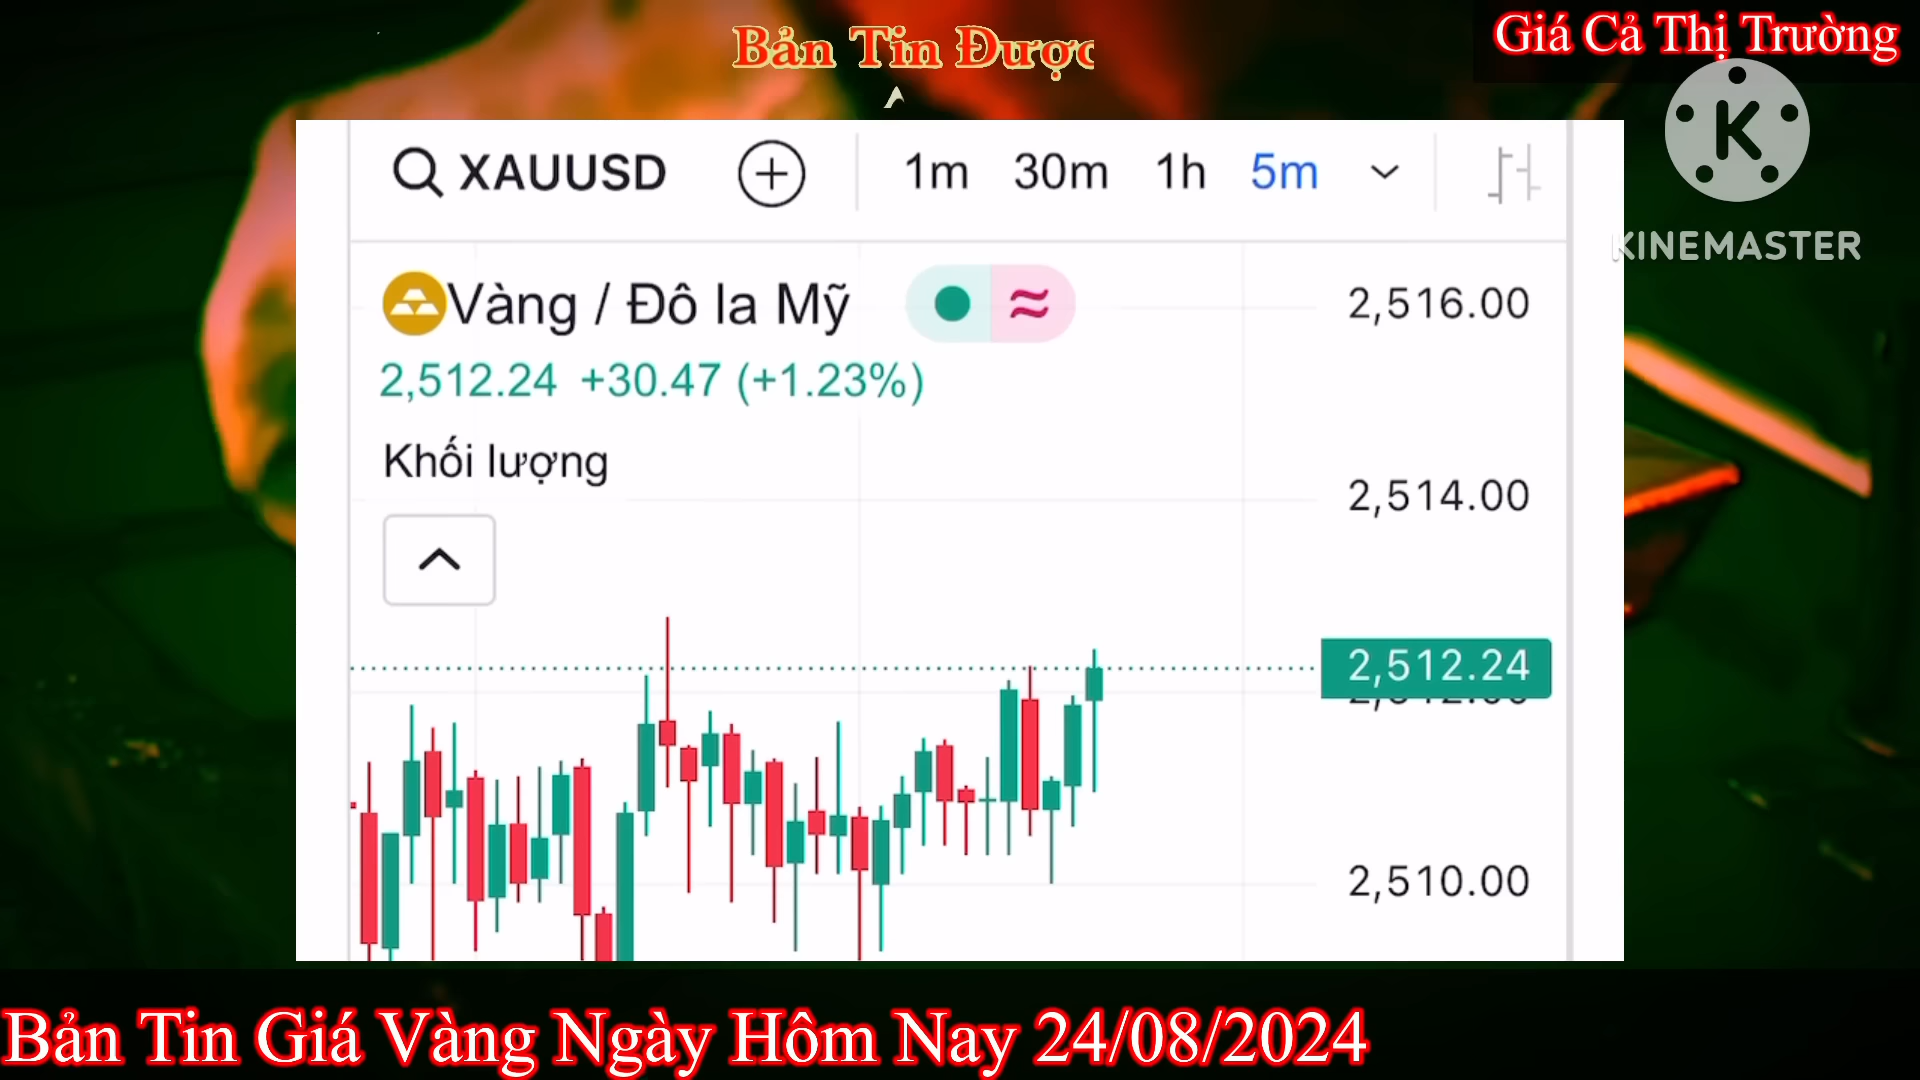 Bản Tin Được
Giá Cả Thị Trường
K
KINEMASTER
XAUUSD
1m 30m 1h 5m
Vàng / Đô la Mỹ
2,512.24 +30.47 (+1.23%)
Khối lượng
2,516.00
2,514.00
2,512.24
2,510.00
Bản Tin Giá Vàng Ngày Hôm Nay 24/08/2024